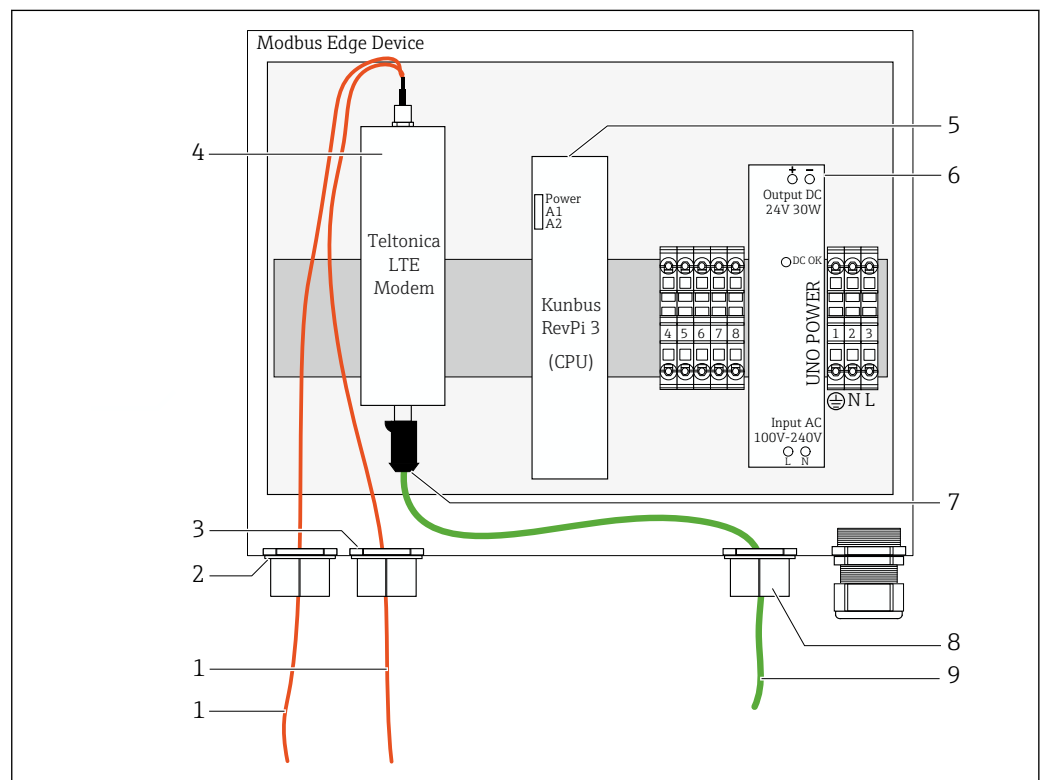 Modbus Edge Device
4
5
6
Output DC
24V 30W
Power
A1
A2
Teltonica
LTE
Modem
DC OK
Kunbus
RevPi 3
(CPU)
4 5 6 7 8
UNO POWER
1 2 3
N L
Input AC
100V-240V
L N
7
3
2
8
1
9
1